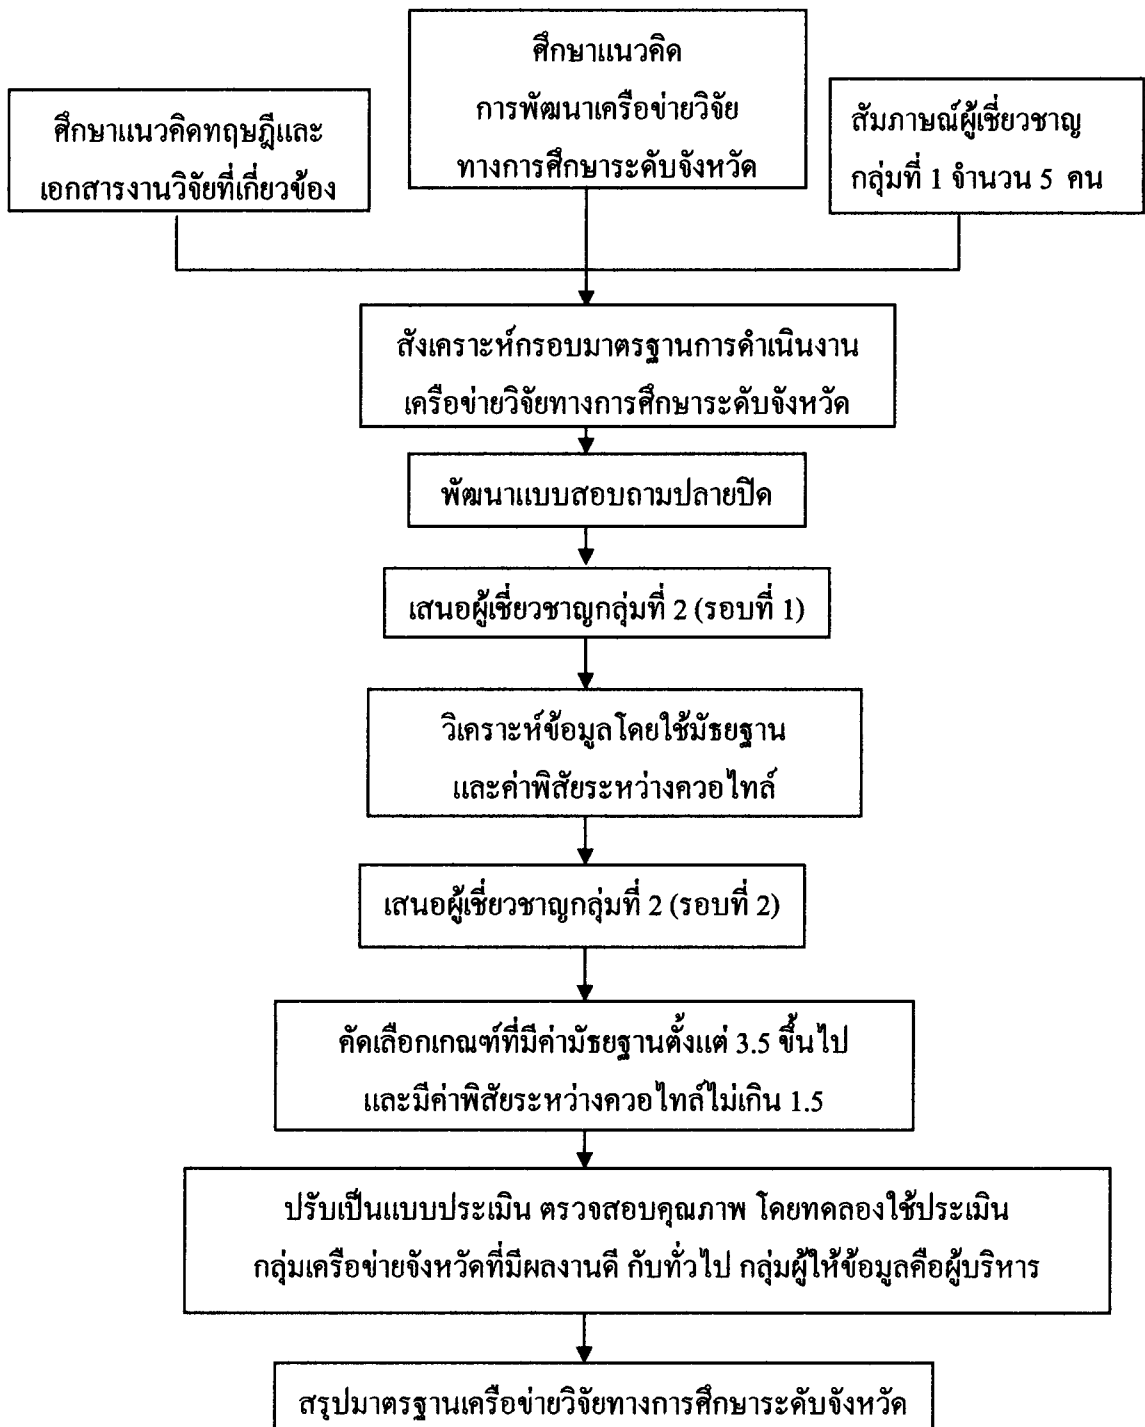 ศึกษาแนวคิด
การพัฒนาเครือข่ายวิจัย
ทางการศึกษาระดับจังหวัด
ศึกษาแนวคิดทฤษฎีและ
เอกสารงานวิจัยที่เกี่ยวข้อง
สัมภาษณ์ผู้เชี่ยวชาญ
กลุ่มที่ 1 จำนวน 5 คน
สังเคราะห์กรอบมาตรฐานการดำเนินงาน
เครือข่ายวิจัยทางการศึกษาระดับจังหวัด
พัฒนาแบบสอบถามปลายปิด
เสนอผู้เชี่ยวชาญกลุ่มที่ 2 (รอบที่ 1)
วิเคราะห์ข้อมูลโดยใช้มัธยฐาน
และค่าพิสัยระหว่างควอไทล์
เสนอผู้เชี่ยวชาญกลุ่มที่ 2 (รอบที่ 2)
คัดเลือกเกณฑ์ที่มีค่ามัธยฐานตั้งแต่ 3.5 ขึ้นไป
และมีค่าพิสัยระหว่างควอไทล์ไม่เกิน 1.5
ปรับเป็นแบบประเมิน ตรวจสอบคุณภาพ โดยทดลองใช้ประเมิน
กลุ่มเครือข่ายจังหวัดที่มีผลงานดี กับทั่วไป กลุ่มผู้ให้ข้อมูลคือผู้บริหาร
สรุปมาตรฐานเครือข่ายวิจัยทางการศึกษาระดับจังหวัด